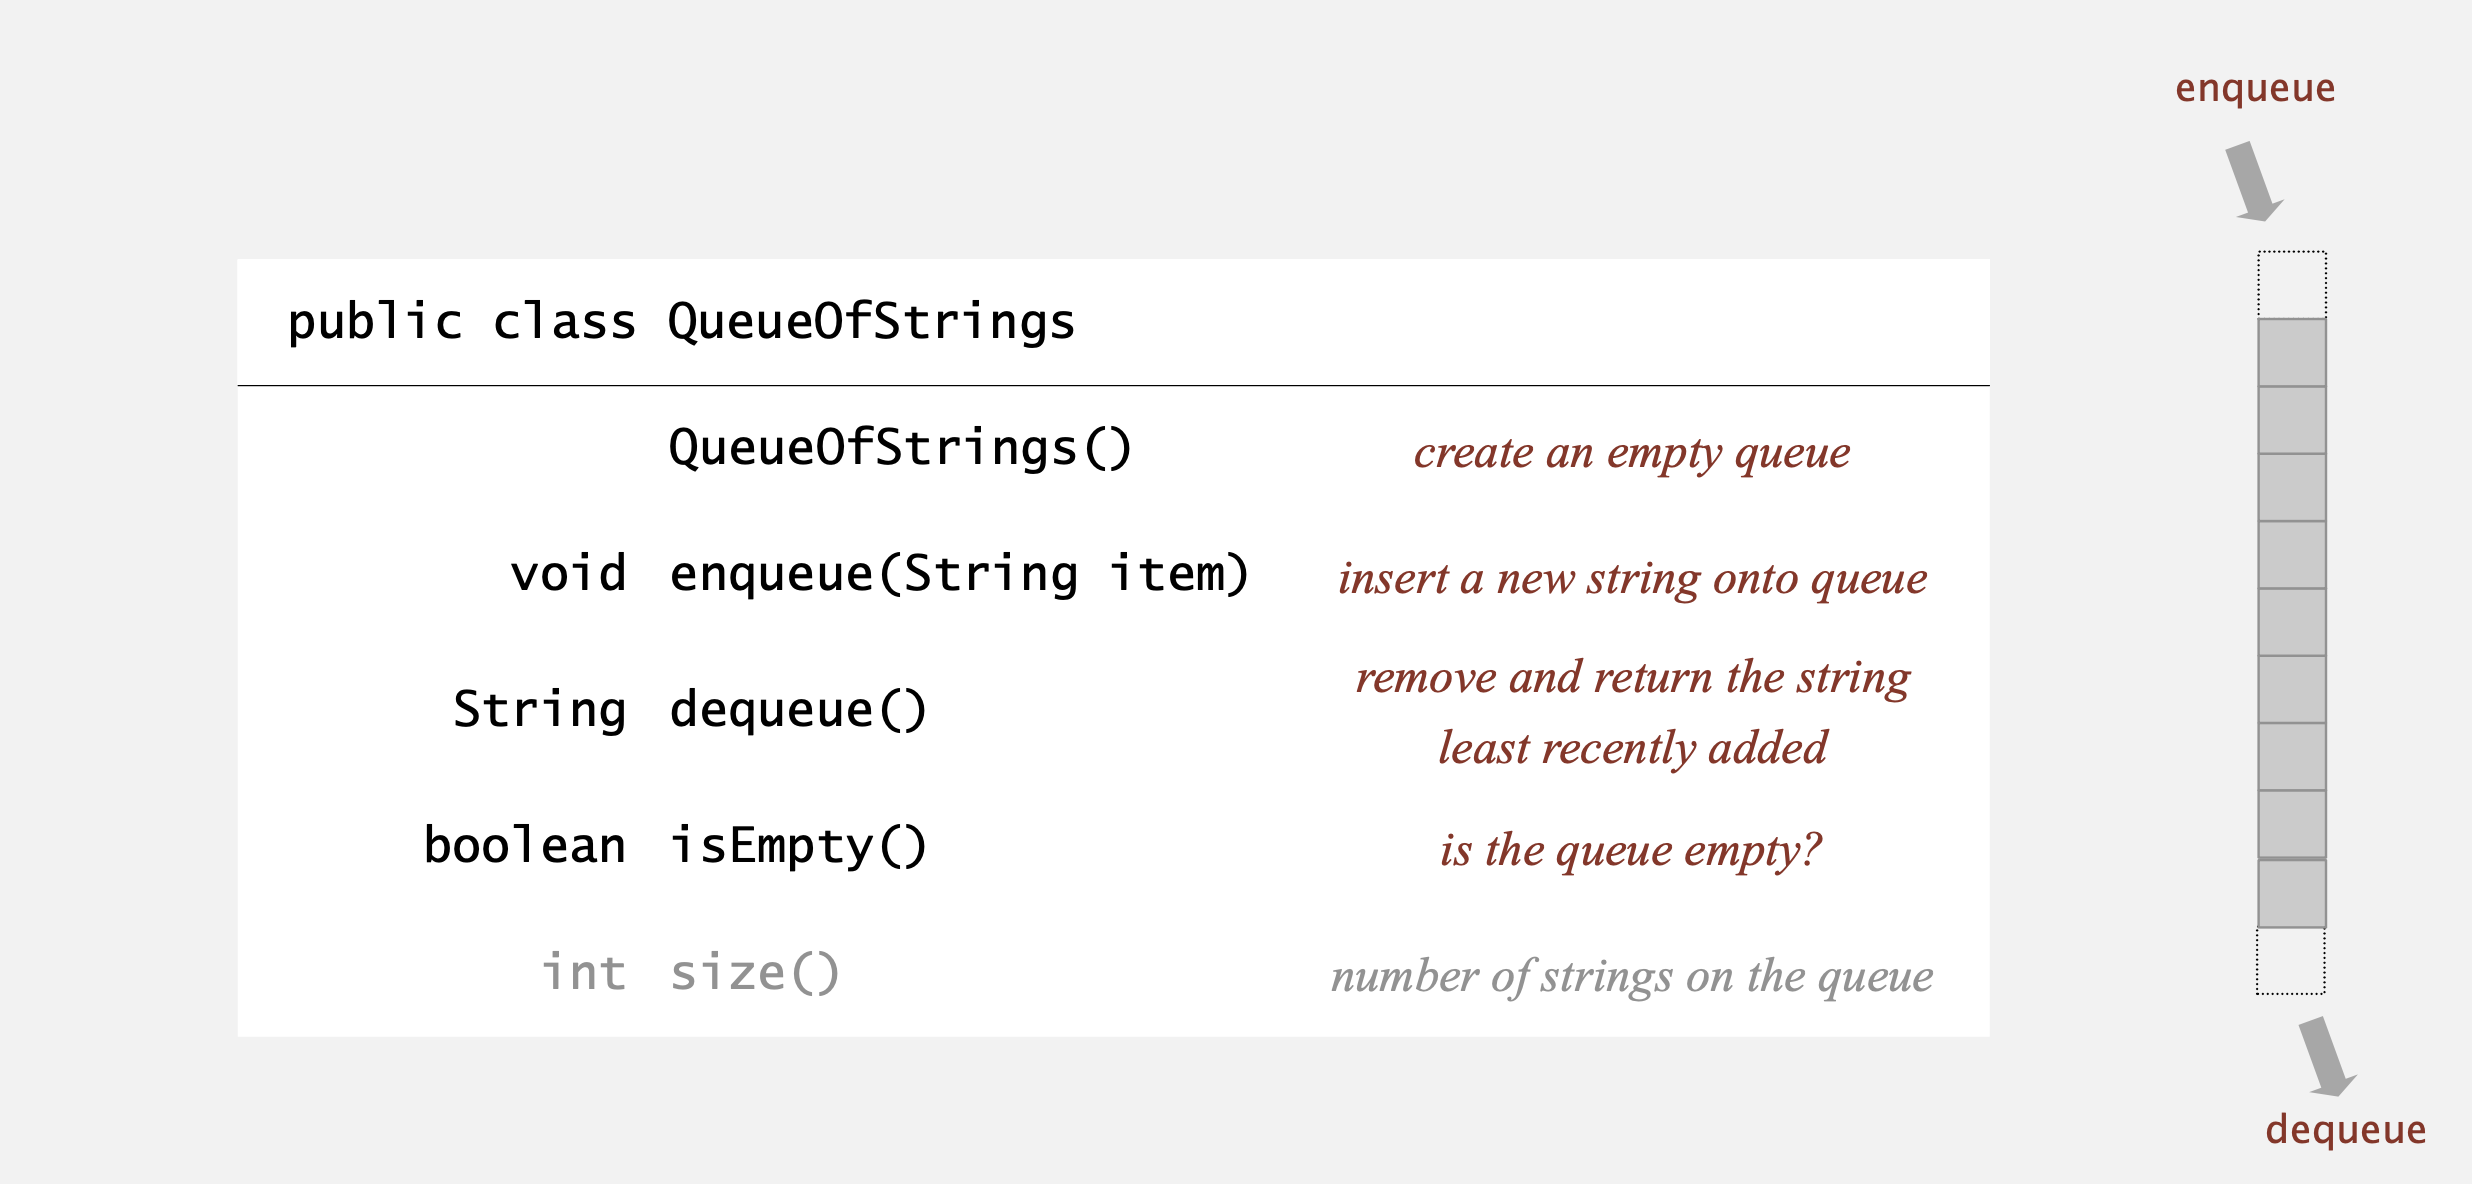 enqueue
public class QueueOfStrings
QueueOfStrings() create an empty queue
void enqueue(String item) insert a new string onto queue
String dequeue() remove and return the string
least recently added
boolean isEmpty() is the queue empty?
int size() number of strings on the queue
dequeue